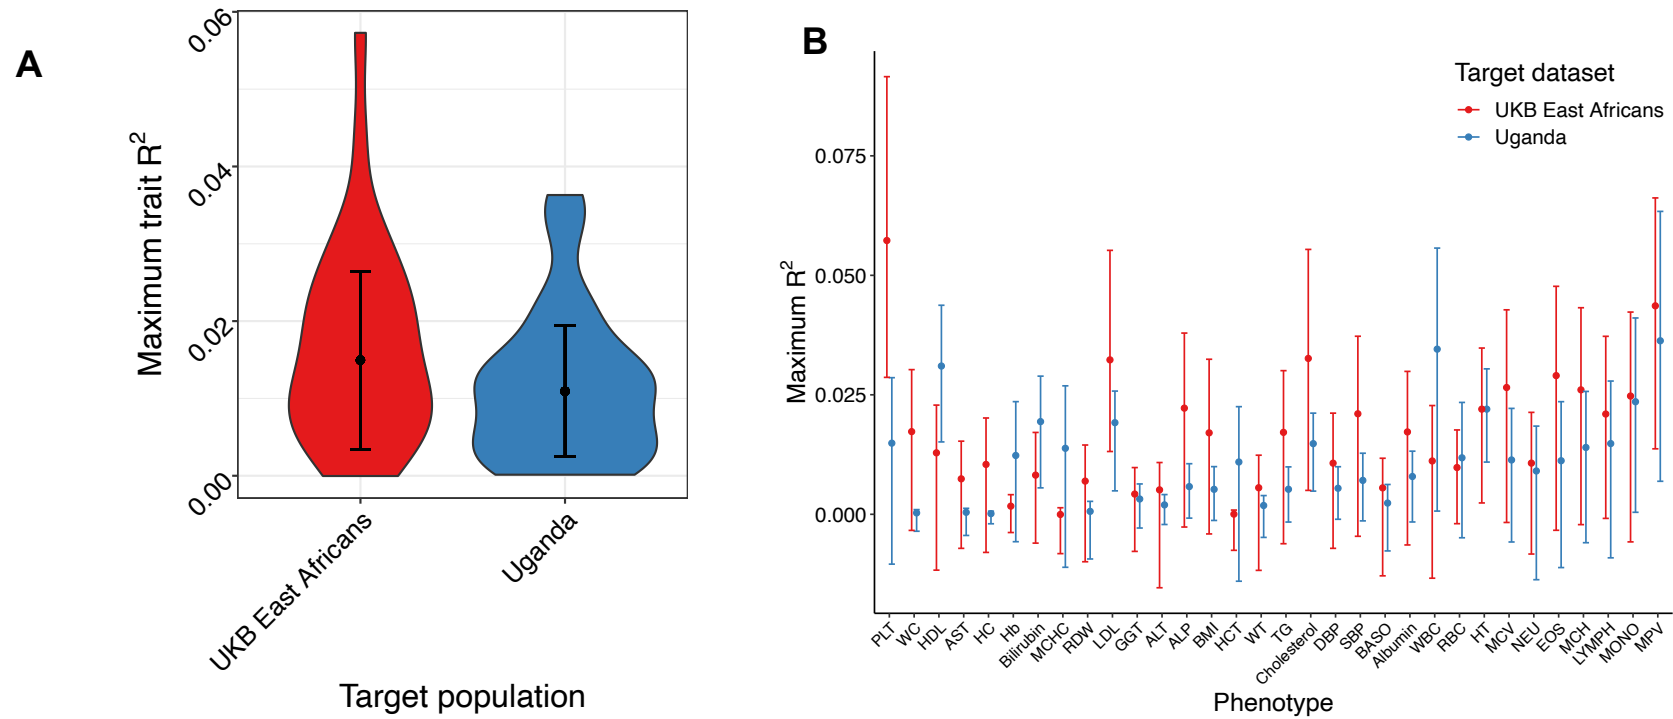 A
Maximum trait R2
0.06
0.04
0.02
0.00
UKB East Africans
Uganda
Target population
B
Maximum R2
0.075
0.050
0.025
0.000
Target dataset
UKB East Africans
Uganda
PLT
WC
HDL
AST
HC
Hb
Bilirubin
MCHC
RDW
LDL
GGT
ALT
ALP
BMI
HCT
WT
TG
Cholesterol
DBP
SBP
BASO
Albumin
WBC
RBC
HT
MCV
NEU
EOS
MCH
LYMPH
MONO
MPV
Phenotype